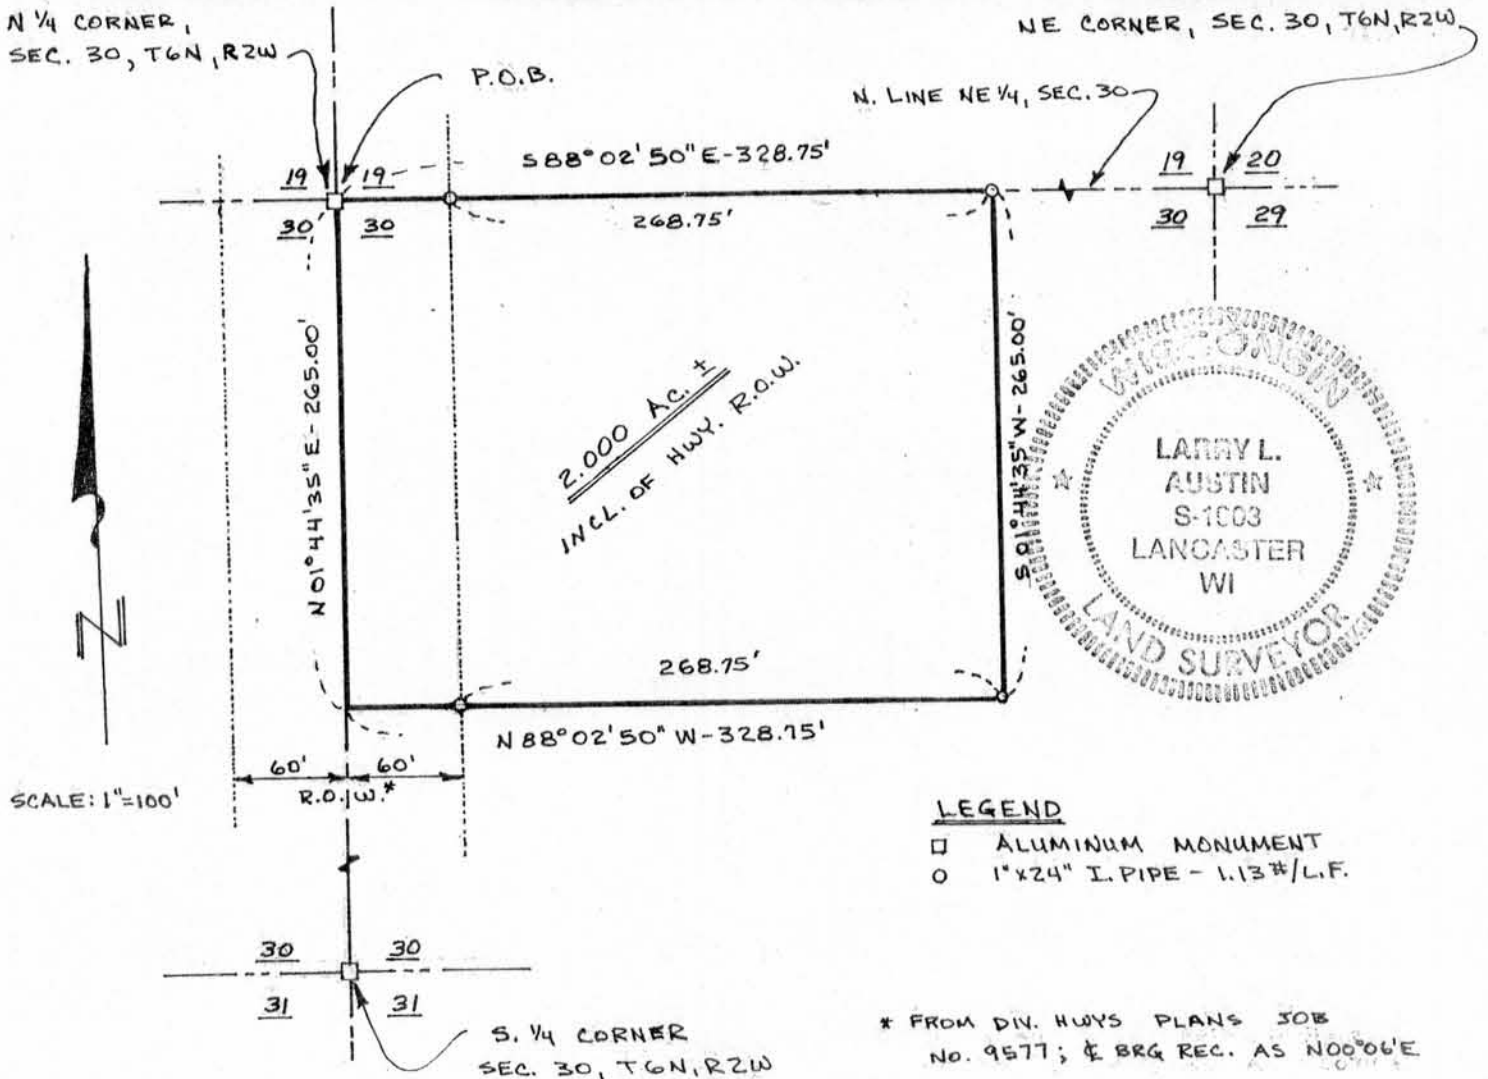 N ¼ CORNER,
SEC. 30, T6N, R2W
P.O.B.
NE CORNER, SEC. 30, T6N, R2W
N. LINE NE ¼, SEC. 30
S 88° 02' 50" E - 328.75'
19 19
30 30
268.75'
19 20
30 29
N 01° 44' 35" E - 265.00'
2.000 AC. ±
INCL. OF HWY. R.O.W.
S 01° 44' 35" W - 265.00'
WISCONSIN
LARRY L.
AUSTIN
S-1003
LANCASTER
WI
LAND SURVEYOR
N
268.75'
N 88° 02' 50" W - 328.75'
60' 60'
R.O.W.*
SCALE: 1"=100'
LEGEND
ALUMINUM MONUMENT
1"x24" I. PIPE - 1.13 #/L.F.
30 30
31 31
S. ¼ CORNER
SEC. 30, T6N, R2W
* FROM DIV. HWYS PLANS JOB
NO. 9577; ℄ BRG REC. AS N00°06'E